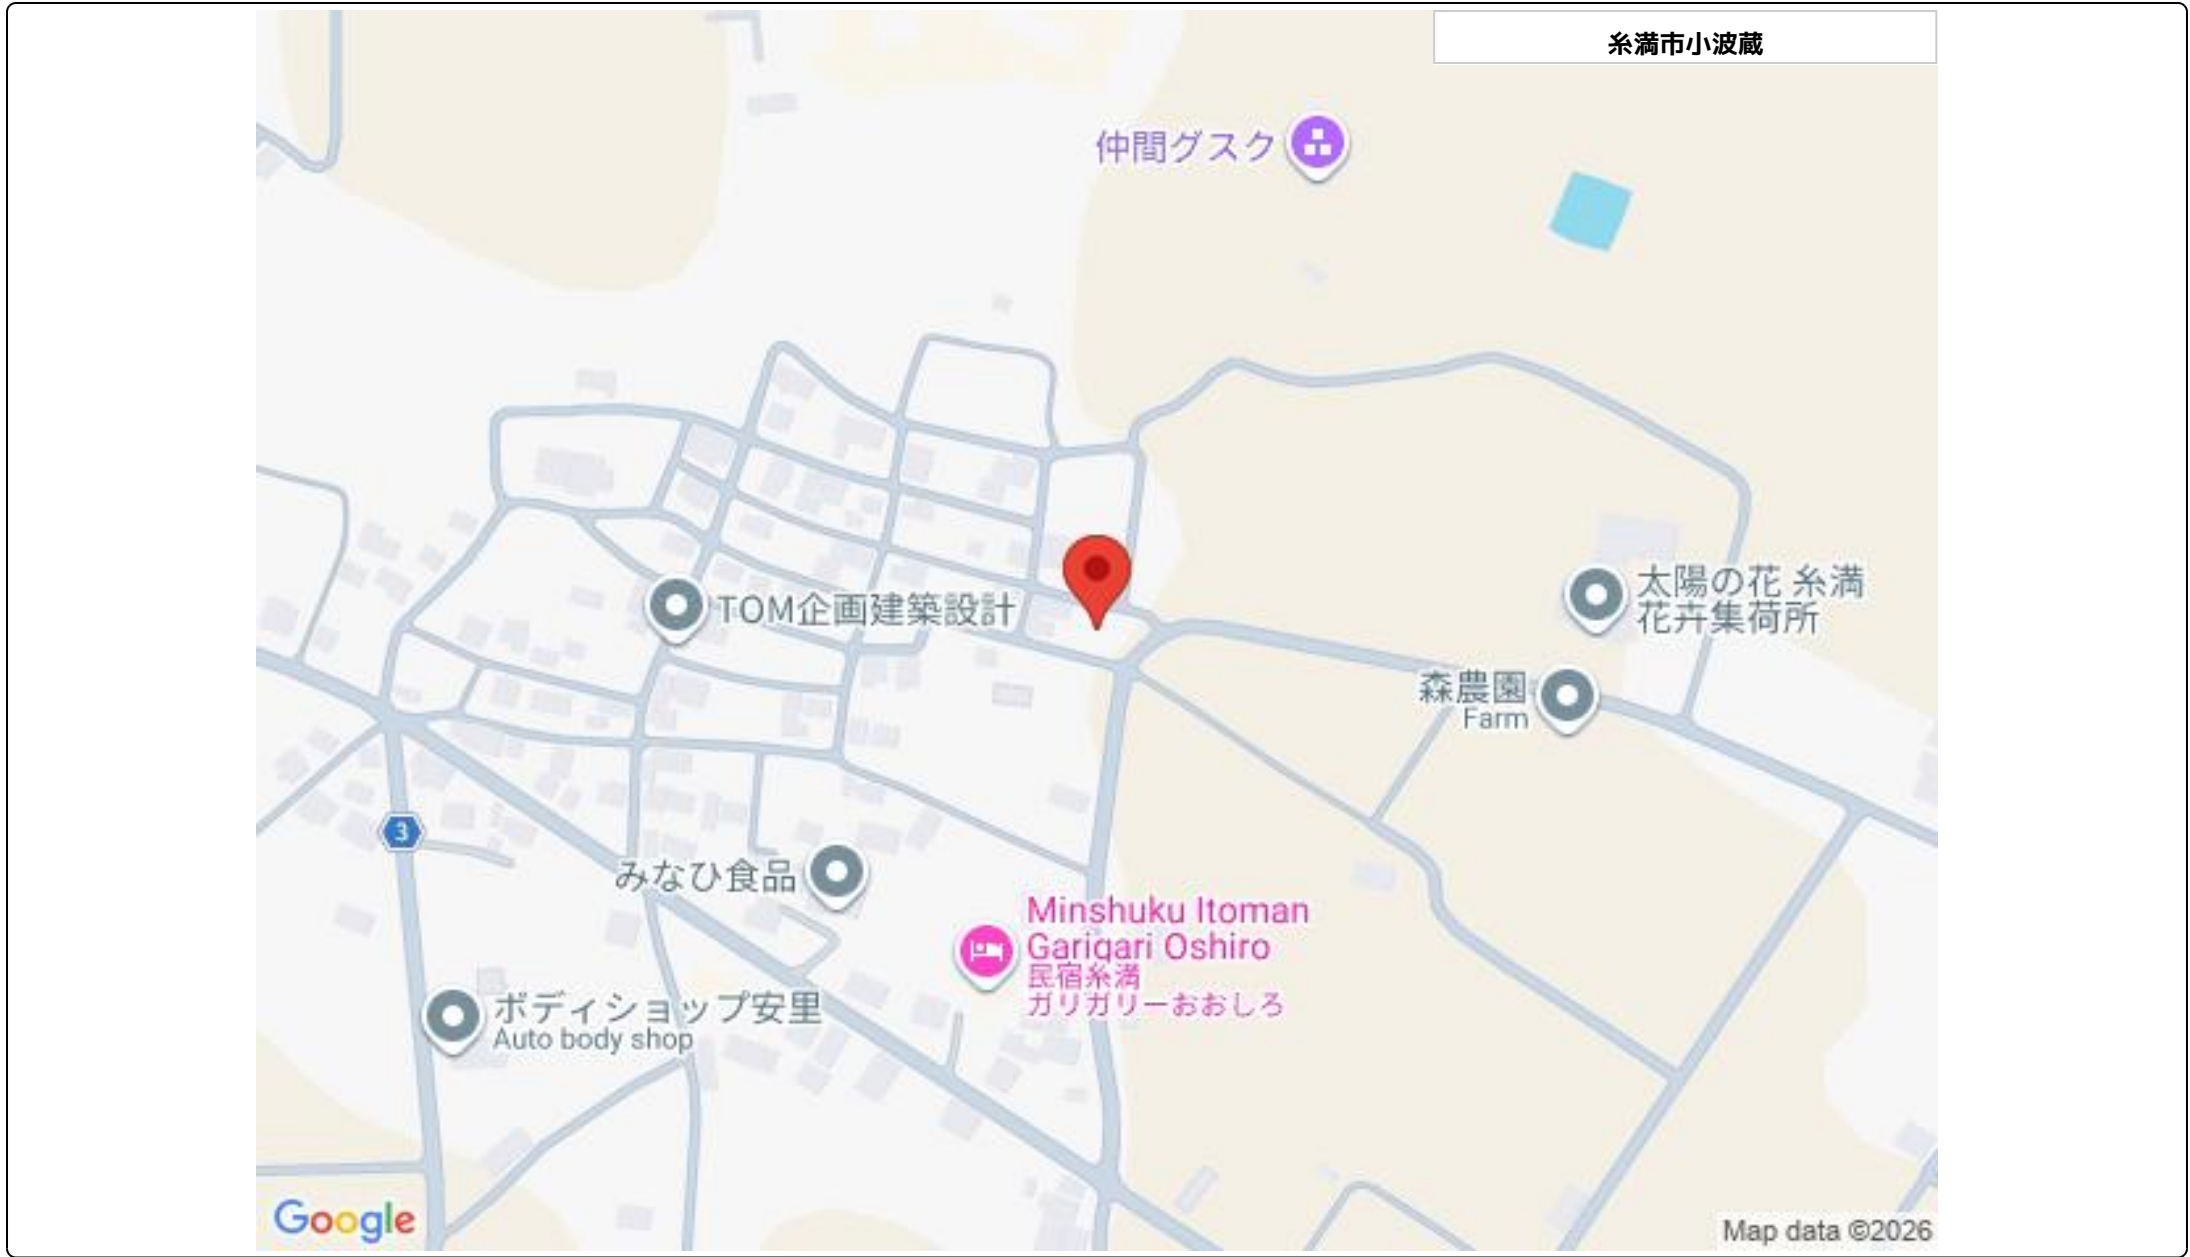 糸満市小波蔵
仲間グスク
太陽の花 糸満
花卉集荷所
TOM企画建築設計
森農園
Farm
3
みなひ食品
Minshuku Itoman
Garigari Oshiro
民宿糸満
ガリガリーおおしろ
ボディショップ安里
Auto body shop
Google
Map data ©2026